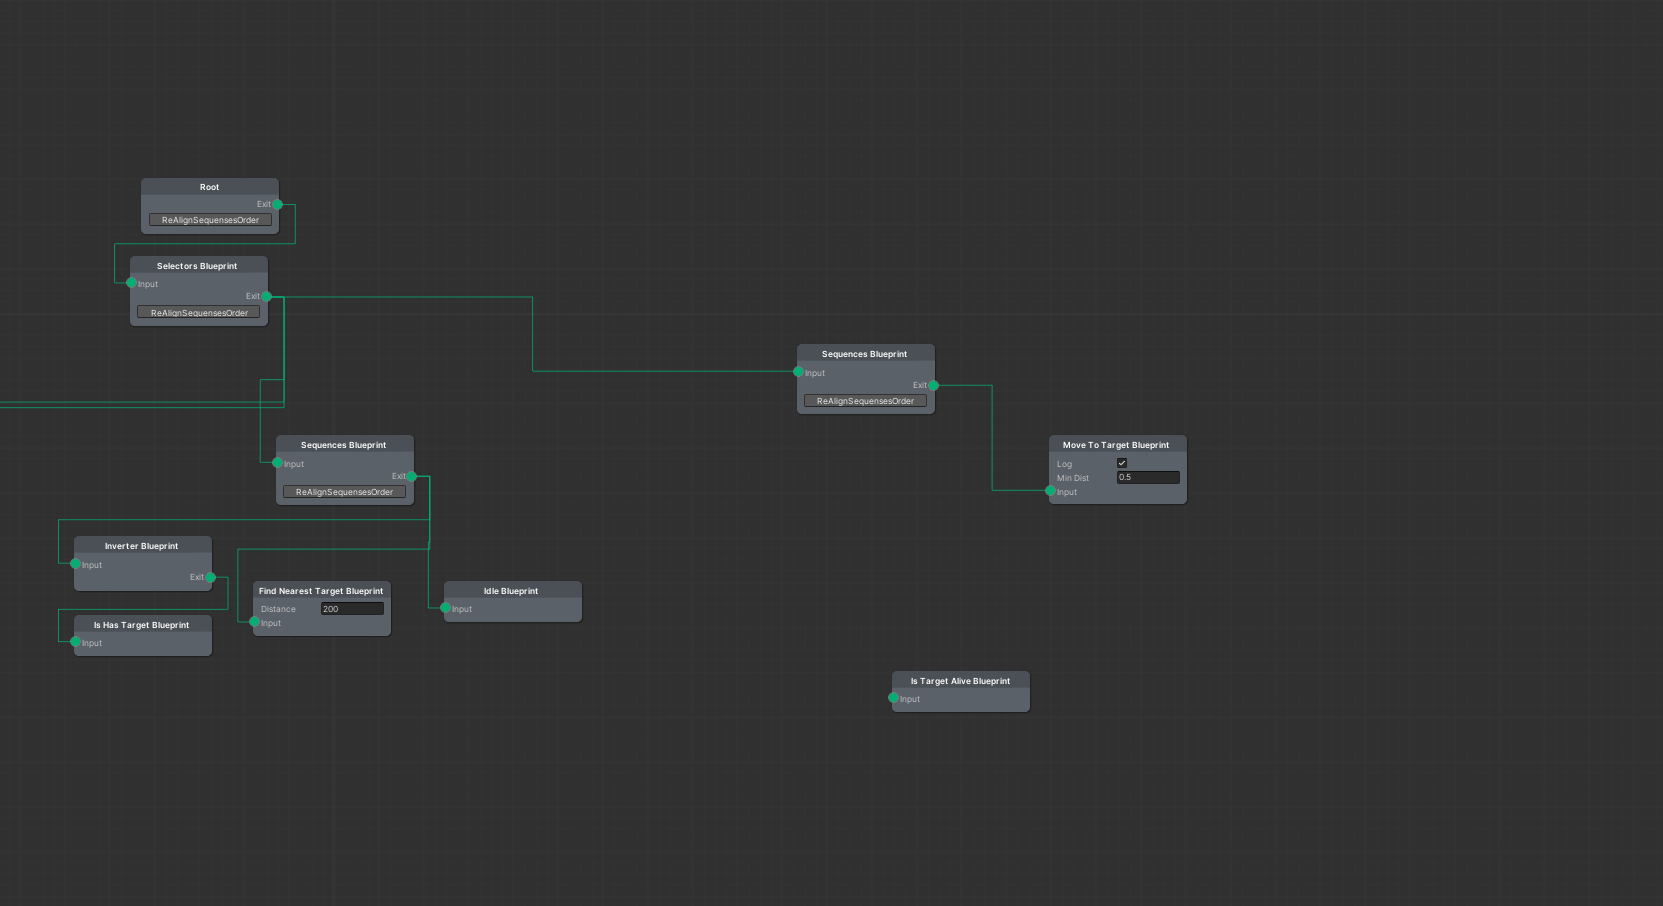 Root
Exit
ReAlignSequensesOrder
Selectors Blueprint
Input
Exit
ReAlignSequensesOrder
Sequences Blueprint
Input
Exit
ReAlignSequensesOrder
Move To Target Blueprint
Log
Min Dist 0.5
Input
Sequences Blueprint
Input
Exit
ReAlignSequensesOrder
Inverter Blueprint
Input
Exit
Is Has Target Blueprint
Input
Find Nearest Target Blueprint
Distance 200
Input
Idle Blueprint
Input
Is Target Alive Blueprint
Input